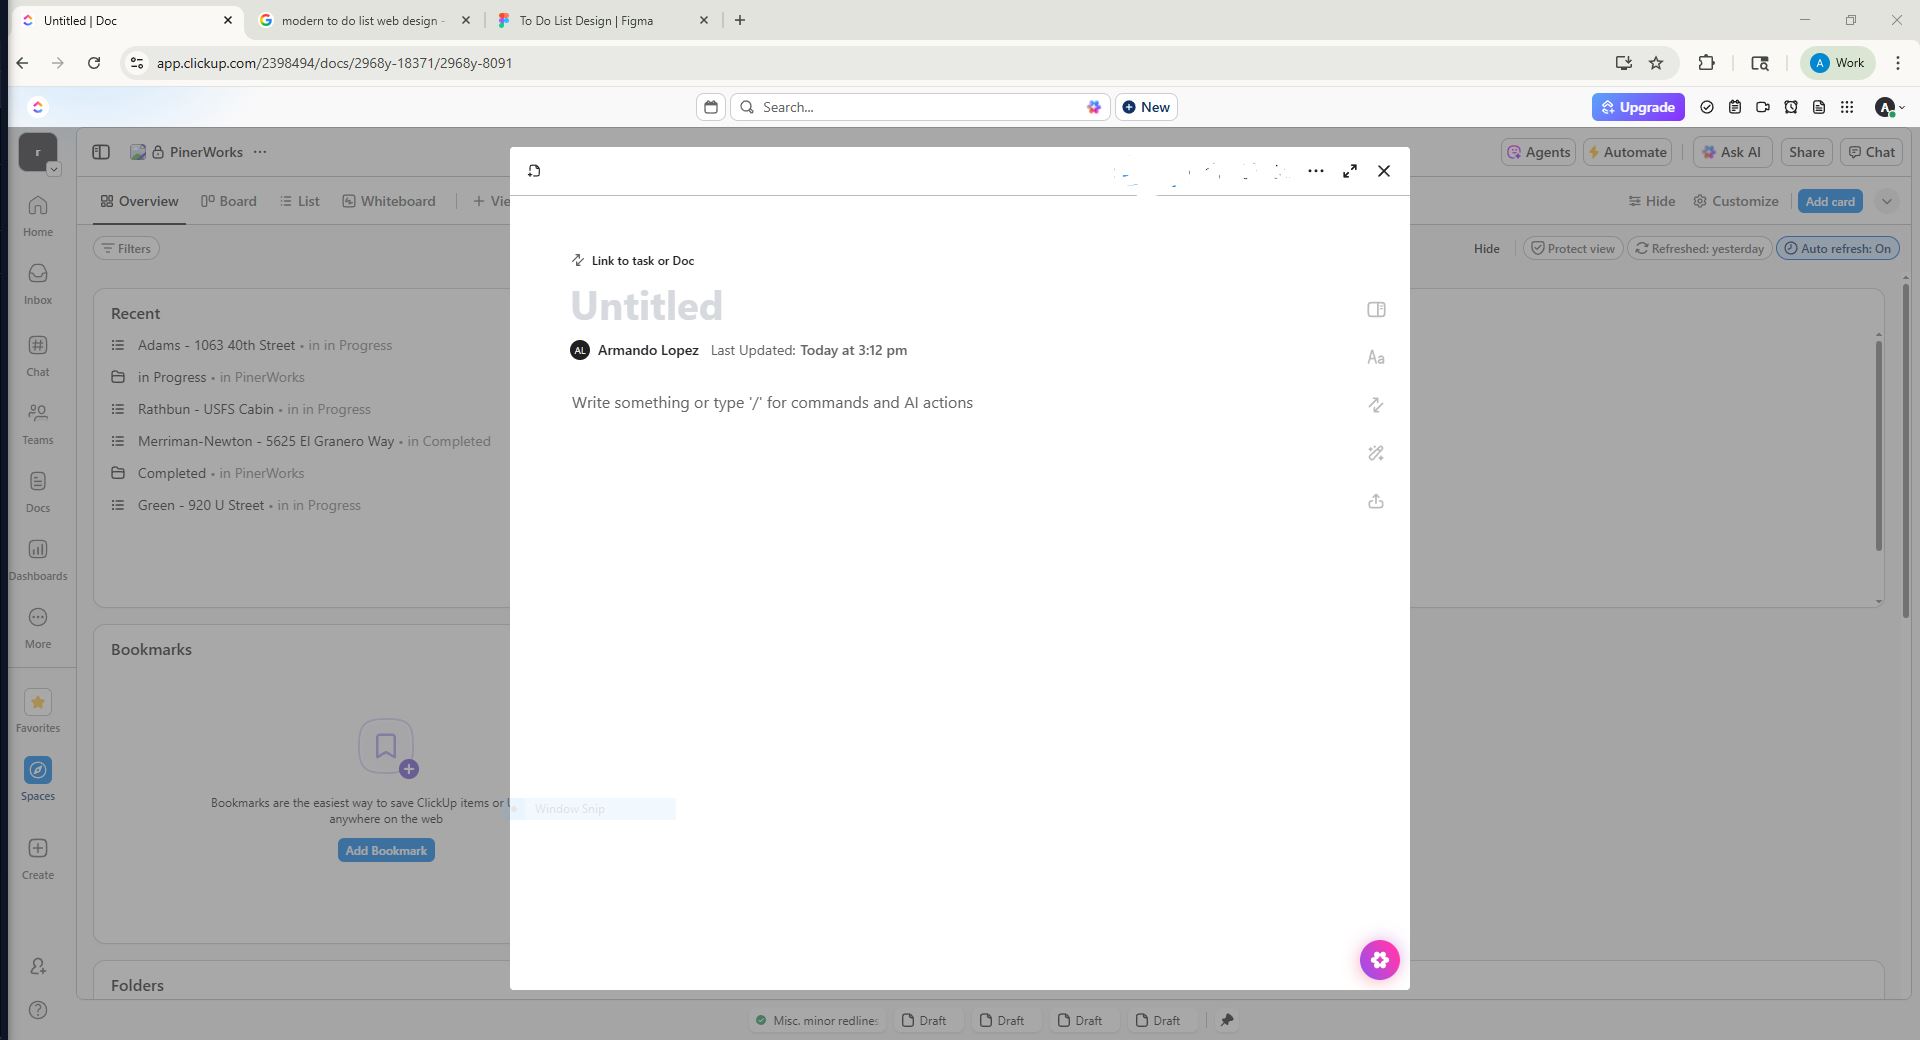 Untitled | Doc
modern to do list web design -
To Do List Design | Figma
app.clickup.com/2398494/docs/2968y-18371/2968y-8091
A Work
Search...
New
Upgrade
A
r
PinerWorks
Agents
Automate
Ask AI
Share
Chat
Overview
Board
List
Whiteboard
+ Vie
Hide
Customize
Add card
Filters
Hide
Protect view
Refreshed: yesterday
Auto refresh: On
Home
Inbox
Chat
Teams
Docs
Dashboards
More
Favorites
Spaces
Create
Recent
Adams - 1063 40th Street • in in Progress
in Progress • in PinerWorks
Rathbun - USFS Cabin • in in Progress
Merriman-Newton - 5625 El Granero Way • in Completed
Completed • in PinerWorks
Green - 920 U Street • in in Progress
Bookmarks
Bookmarks are the easiest way to save ClickUp items or
anywhere on the web
Add Bookmark
Folders
Link to task or Doc
Untitled
AL Armando Lopez Last Updated: Today at 3:12 pm
Write something or type '/' for commands and AI actions
Aa
Window Snip
Misc. minor redlines
Draft
Draft
Draft
Draft